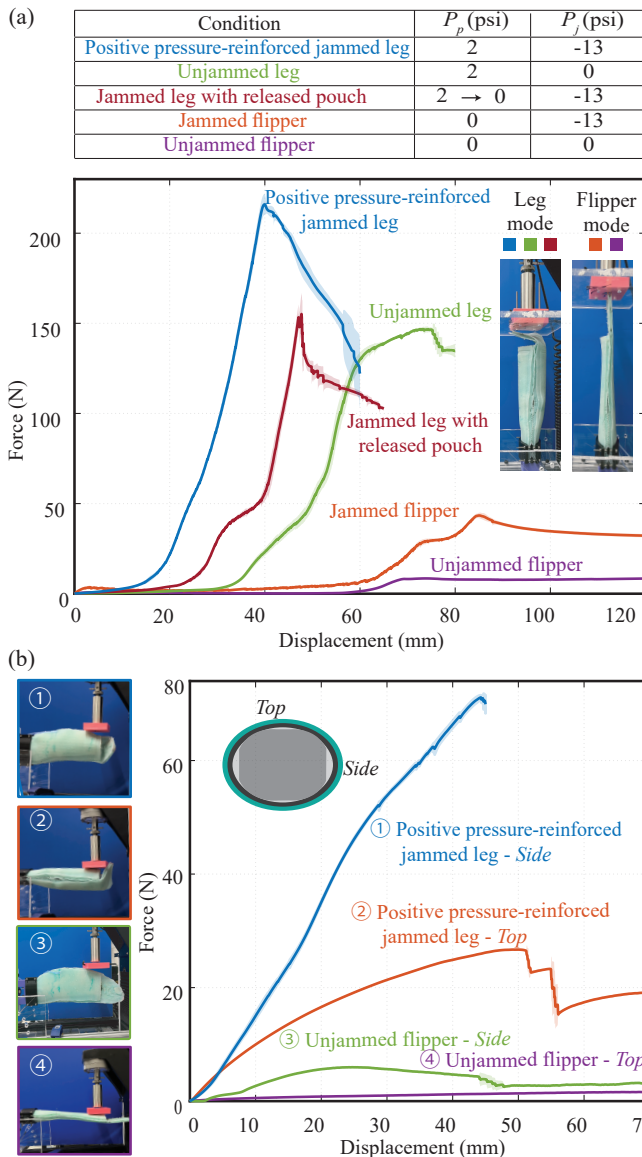 (a)
Condition P_p (psi) P_j (psi)
Positive pressure-reinforced jammed leg 2 -13
Unjammed leg 2 0
Jammed leg with released pouch 2 → 0 -13
Jammed flipper 0 -13
Unjammed flipper 0 0
Positive pressure-reinforced
jammed leg
Leg
mode
Flipper
mode
Unjammed leg
Jammed leg with
released pouch
Jammed flipper
Unjammed flipper
Force (N)
200
150
100
50
0
0 20 40 60 80 100 120
Displacement (mm)
(b)
①
②
③
④
Top
Side
① Positive pressure-reinforced
jammed leg - Side
② Positive pressure-reinforced
jammed leg - Top
③ Unjammed flipper - Side
④ Unjammed flipper - Top
Force (N)
80
60
40
20
0
0 10 20 30 40 50 60 70
Displacement (mm)